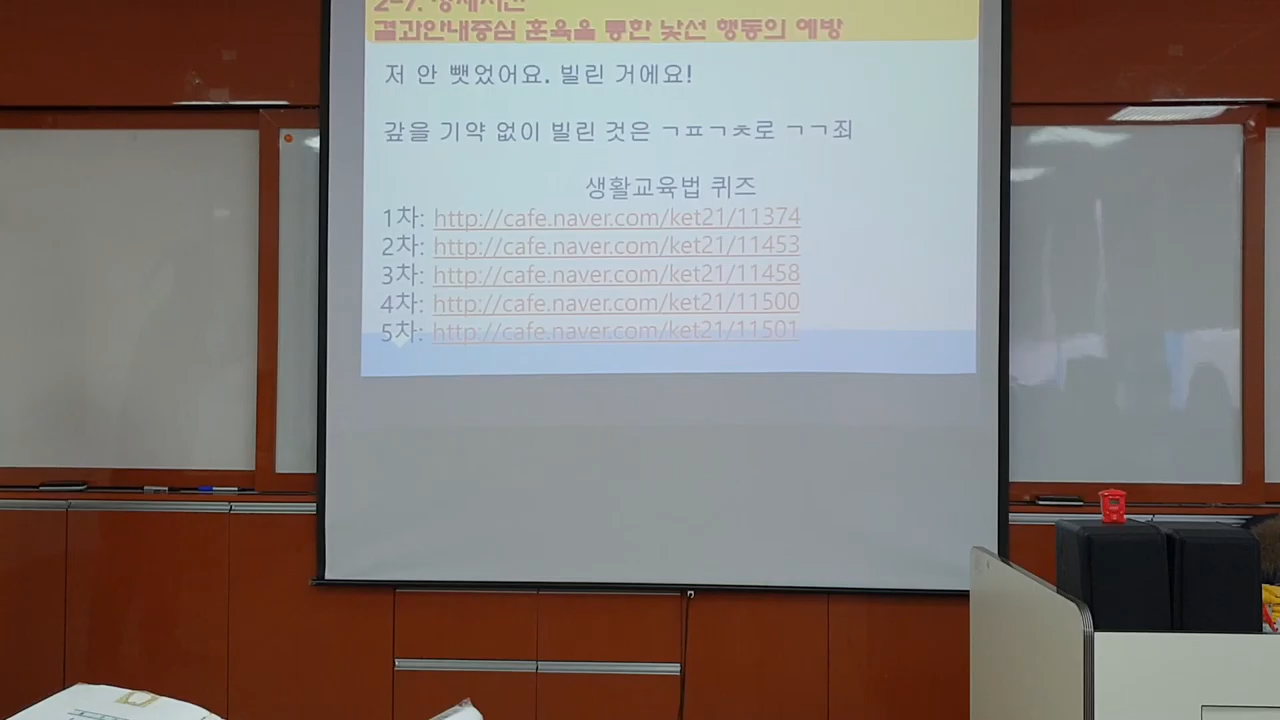 결과안내중심 훈육을 통한 낯선 행동의 예방
저 안 뺏었어요. 빌린 거에요!
갚을 기약 없이 빌린 것은 ㄱㅍㄱㅊ로 ㄱㄱ죄
생활교육법 퀴즈
1차: http://cafe.naver.com/ket21/11374
2차: http://cafe.naver.com/ket21/11453
3차: http://cafe.naver.com/ket21/11458
4차: http://cafe.naver.com/ket21/11500
5차: http://cafe.naver.com/ket21/11501